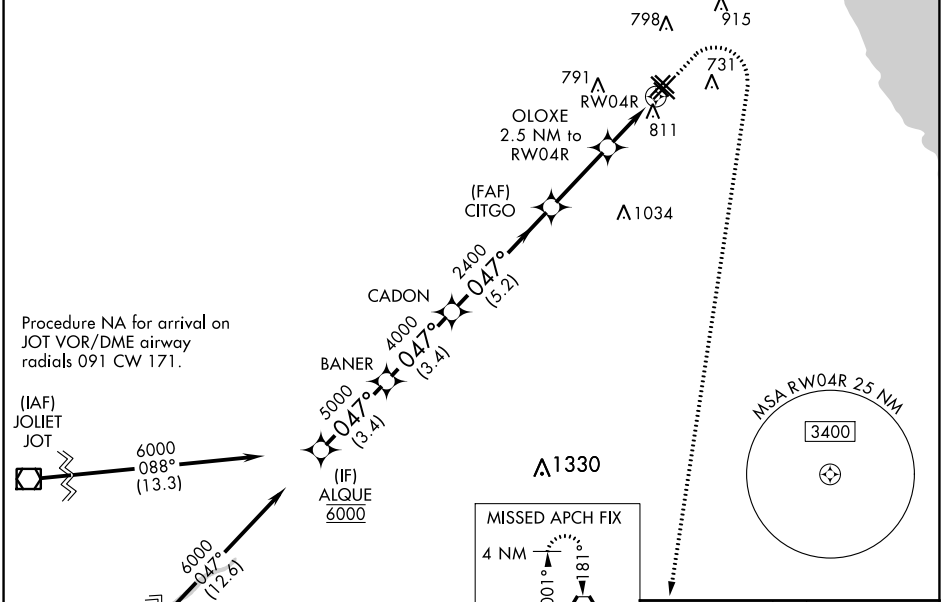 798
915
791
731
RW04R
811
OLOXE
2.5 NM to
RW04R
(FAF)
CITGO
1034
2400
047°
(5.2)
CADON
4000
047°
(3.4)
BANER
5000
047°
(3.4)
Procedure NA for arrival on
JOT VOR/DME airway
radials 091 CW 171.
(IAF)
JOLIET
JOT
6000
088°
(13.3)
(IF)
ALQUE
6000
6000
047°
(12.6)
1330
MSA RW04R 25 NM
3400
MISSED APCH FIX
4 NM
001°
181°